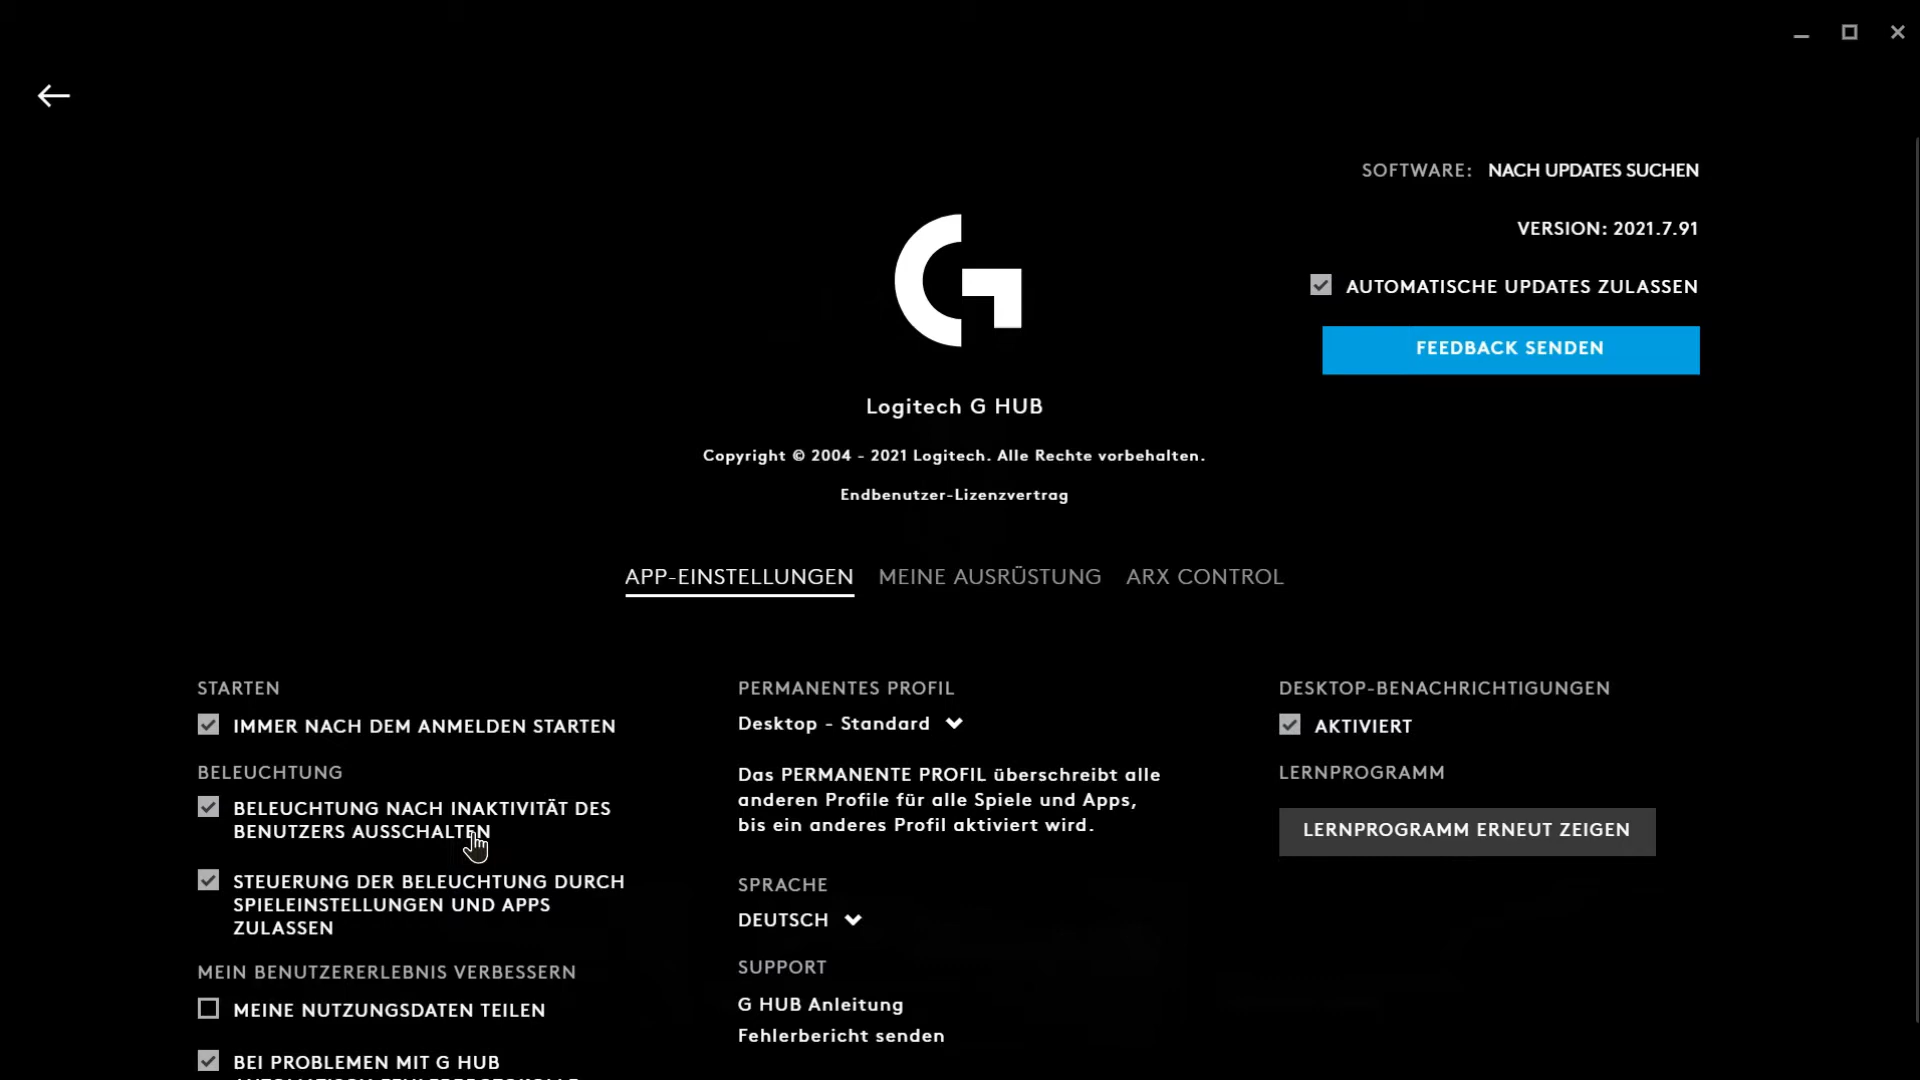 SOFTWARE: NACH UPDATES SUCHEN
VERSION: 2021.7.91
AUTOMATISCHE UPDATES ZULASSEN
FEEDBACK SENDEN
Logitech G HUB
Copyright © 2004 - 2021 Logitech. Alle Rechte vorbehalten.
Endbenutzer-Lizenzvertrag
APP-EINSTELLUNGEN MEINE AUSRÜSTUNG ARX CONTROL
STARTEN
IMMER NACH DEM ANMELDEN STARTEN
BELEUCHTUNG
BELEUCHTUNG NACH INAKTIVITÄT DES
BENUTZERS AUSSCHALTEN
STEUERUNG DER BELEUCHTUNG DURCH
SPIELEINSTELLUNGEN UND APPS
ZULASSEN
MEIN BENUTZERERLEBNIS VERBESSERN
MEINE NUTZUNGSDATEN TEILEN
BEI PROBLEMEN MIT G HUB
PERMANENTES PROFIL
Desktop - Standard
Das PERMANENTE PROFIL überschreibt alle
anderen Profile für alle Spiele und Apps,
bis ein anderes Profil aktiviert wird.
SPRACHE
DEUTSCH
SUPPORT
G HUB Anleitung
Fehlerbericht senden
DESKTOP-BENACHRICHTIGUNGEN
AKTIVIERT
LERNPROGRAMM
LERNPROGRAMM ERNEUT ZEIGEN